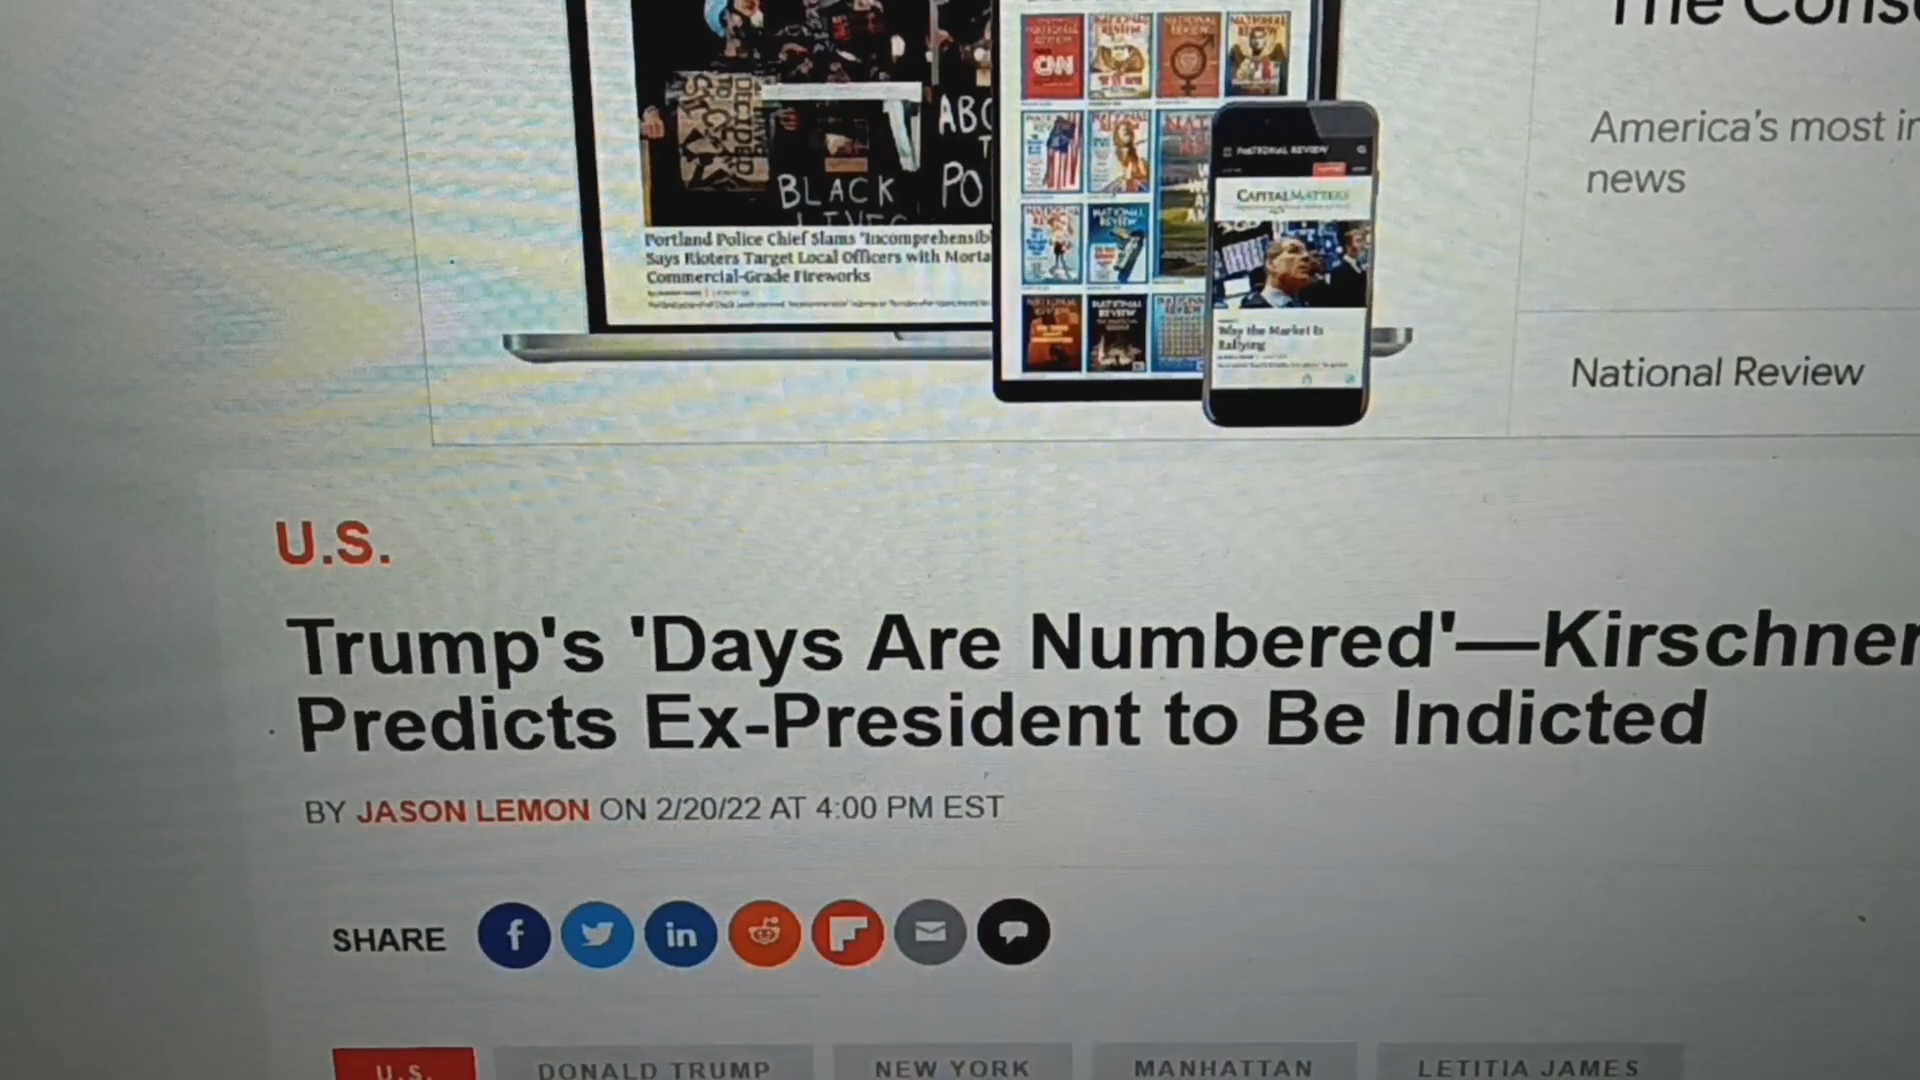 The Cons
America's most in
news
CNN
BLACK
LIVES
ABC
T
PO
NATIONAL REVIEW
CAPITAL MATTERS
Portland Police Chief Slams "Incomprehensib
Says Rioters Target Local Officers with Morta
Commercial-Grade Fireworks
Why the Market Is
Rallying
National Review
U.S.
Trump's 'Days Are Numbered'—Kirschner
Predicts Ex-President to Be Indicted
BY JASON LEMON ON 2/20/22 AT 4:00 PM EST
SHARE
U.S. DONALD TRUMP NEW YORK MANHATTAN LETITIA JAMES